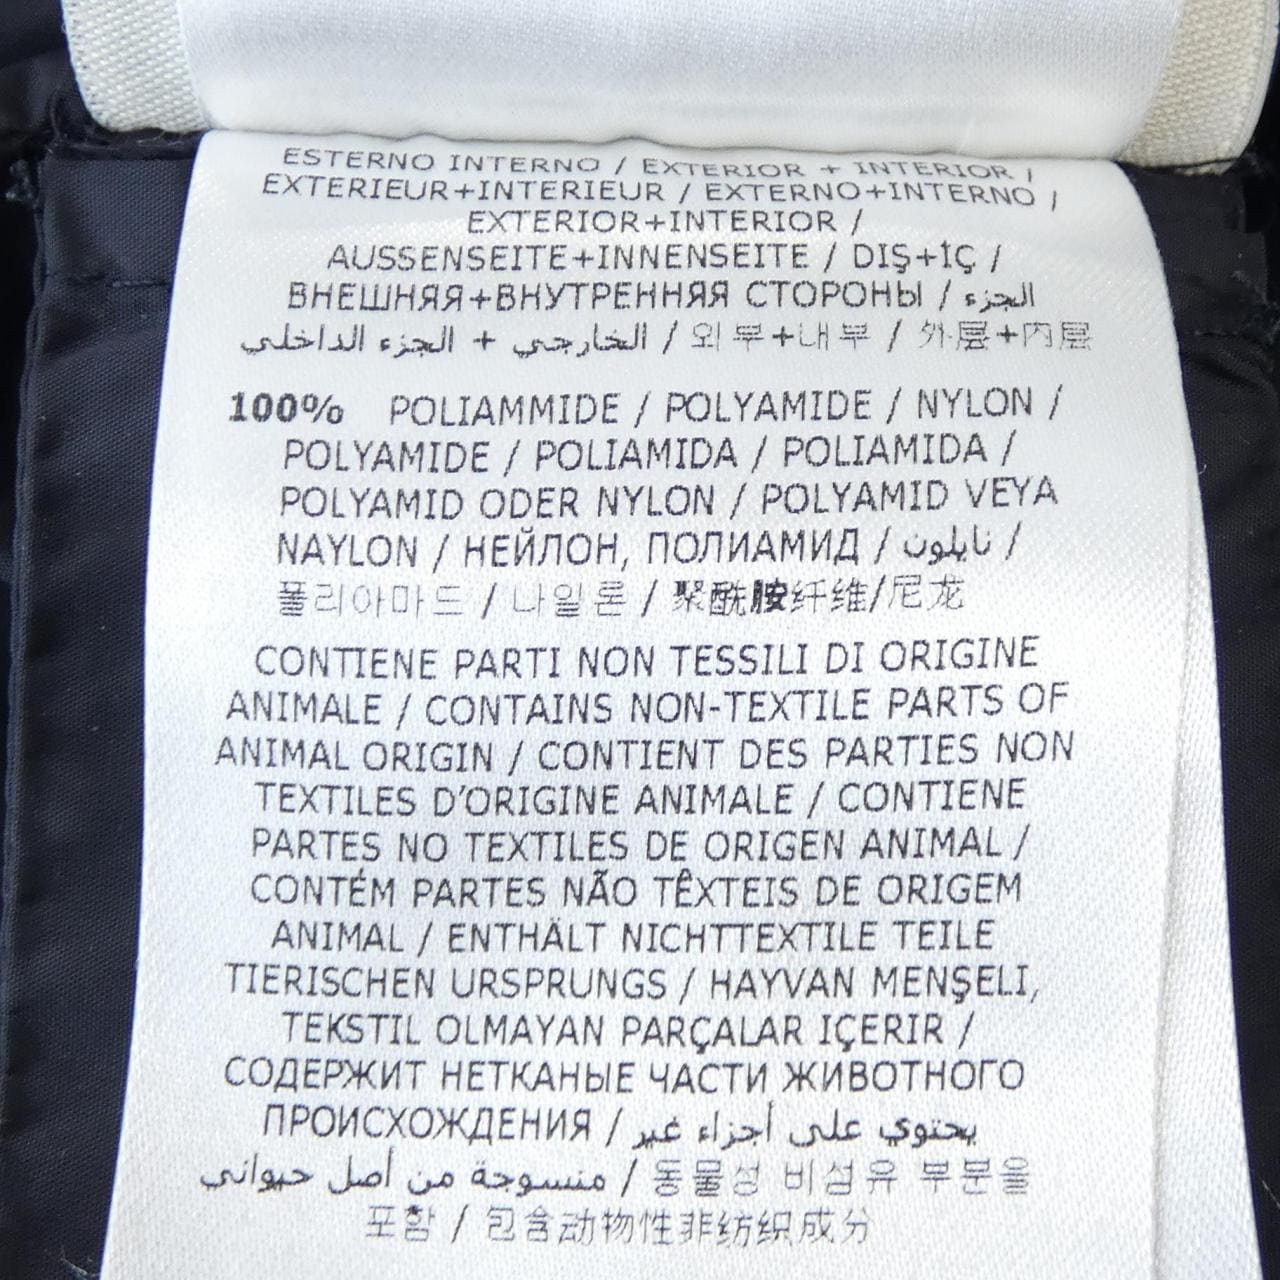 ESTERNO INTERNO / EXTERIOR + INTERIOR /
EXTERIEUR+INTERIEUR / EXTERNO+INTERNO /
EXTERIOR+INTERIOR /
AUSSENSEITE+INNENSEITE / DIŞ+İÇ /
ВНЕШНЯЯ+ВНУТРЕННЯЯ СТОРОНЫ / الجزء
الخارجي + الجزء الداخلي / 외부+내부 / 外层+内层
100% POLIAMMIDE / POLYAMIDE / NYLON /
POLYAMIDE / POLIAMIDA / POLIAMIDA /
POLYAMID ODER NYLON / POLYAMID VEYA
NAYLON / НЕЙЛОН, ПОЛИАМИД / نايلون /
폴리아마드 / 나일론 / 聚酰胺纤维/尼龙
CONTIENE PARTI NON TESSILI DI ORIGINE
ANIMALE / CONTAINS NON-TEXTILE PARTS OF
ANIMAL ORIGIN / CONTIENT DES PARTIES NON
TEXTILES D'ORIGINE ANIMALE / CONTIENE
PARTES NO TEXTILES DE ORIGEN ANIMAL /
CONTÉM PARTES NÃO TÊXTEIS DE ORIGEM
ANIMAL / ENTHÄLT NICHTTEXTILE TEILE
TIERISCHEN URSPRUNGS / HAYVAN MENŞELİ,
TEKSTIL OLMAYAN PARÇALAR IÇERIR /
СОДЕРЖИТ НЕТКАНЫЕ ЧАСТИ ЖИВОТНОГО
ПРОИСХОЖДЕНИЯ / يحتوي على أجزاء غير
منسوجة من أصل حيواني / 동물성 비섬유 부분을
포함 / 包含动物性非纺织成分